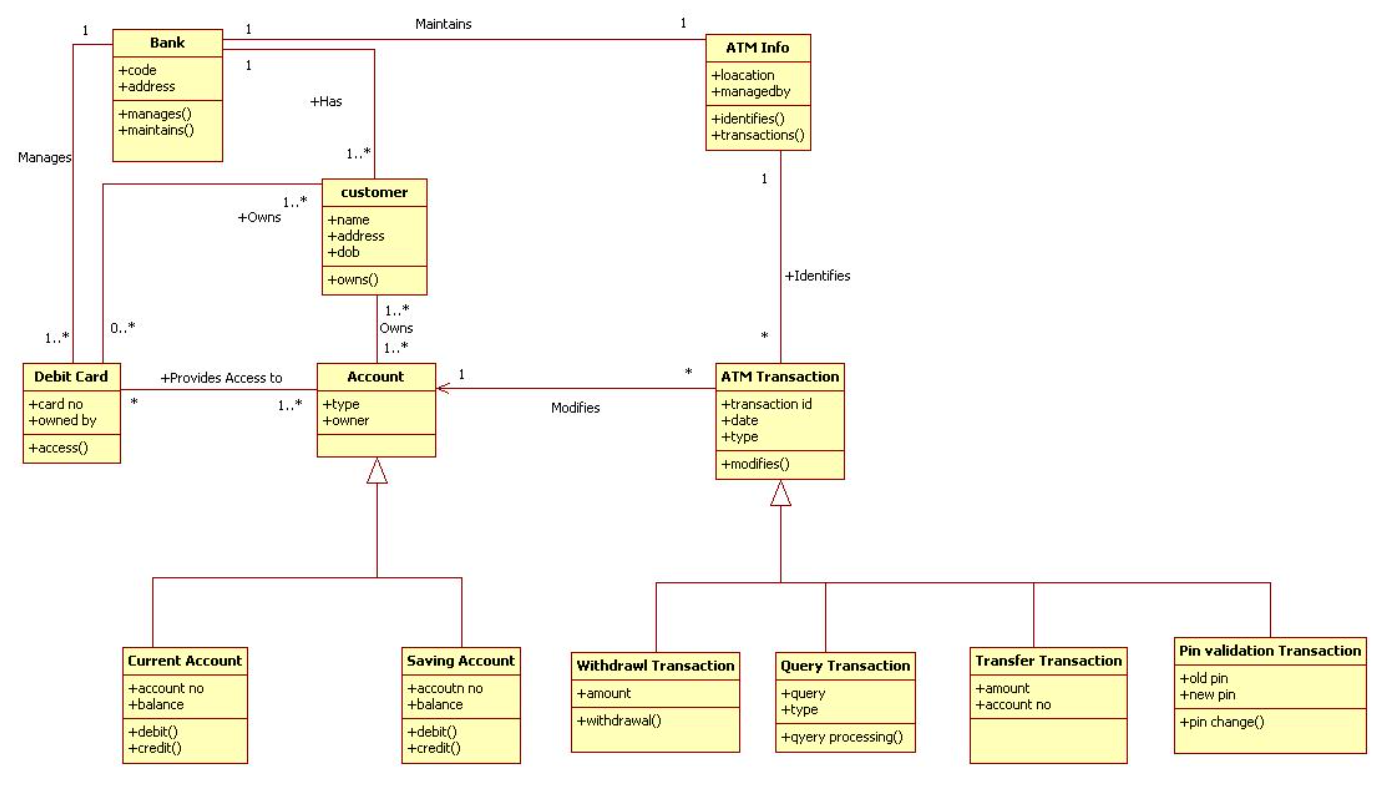 1
Bank
+code
+address
+manages()
+maintains()
1
Maintains
1
1
+Has
1..*
ATM Info
+loacation
+managedby
+identifies()
+transactions()
Manages
1..*
+Owns
customer
+name
+address
+dob
+owns()
1
+Identifies
*
1..*
0..*
1..*
Owns
1..*
Debit Card
+card no
+owned by
+access()
+Provides Access to
*
1..*
Account
+type
+owner
1
*
Modifies
ATM Transaction
+transaction id
+date
+type
+modifies()
Current Account
+account no
+balance
+debit()
+credit()
Saving Account
+accoutn no
+balance
+debit()
+credit()
Withdrawl Transaction
+amount
+withdrawal()
Query Transaction
+query
+type
+qyery processing()
Transfer Transaction
+amount
+account no
Pin validation Transaction
+old pin
+new pin
+pin change()